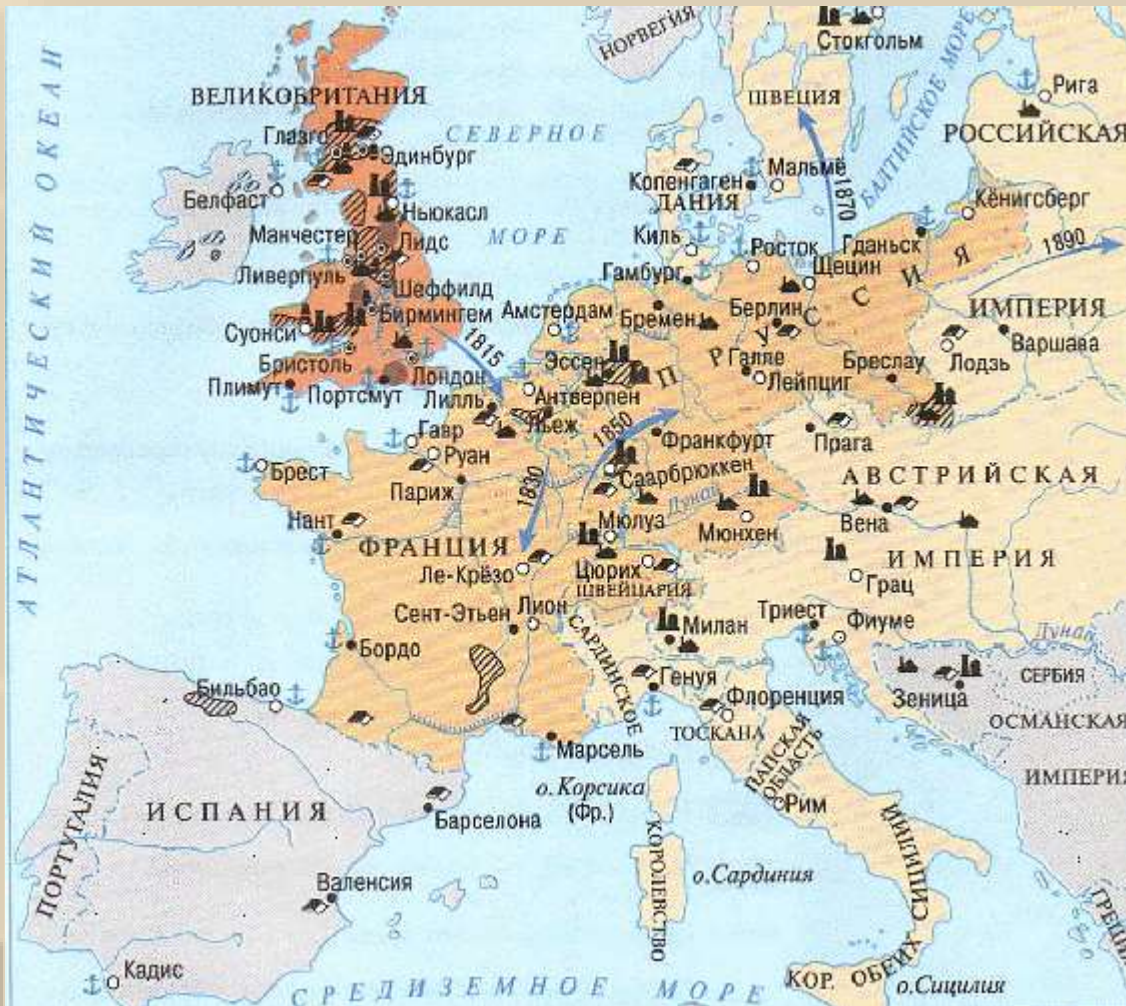 НОРВЕГИЯ
Стокгольм
АТЛАНТИЧЕСКИЙ ОКЕАН
ВЕЛИКОБРИТАНИЯ
СЕВЕРНОЕ
МОРЕ
ШВЕЦИЯ
БАЛТИЙСКОЕ МОРЕ
Рига
РОССИЙСКАЯ
ИМПЕРИЯ
Глазго
Эдинбург
Белфаст
Ньюкасл
Манчестер
Лидс
Ливерпуль
Шеффилд
Бирмингем
Суонси
Бристоль
Лондон
Плимут
Портсмут
1815
Копенгаген
ДАНИЯ
Мальмё
1870
Кёнигсберг
Киль
Росток
Гданьск
1890
Гамбург
Щецин
ПРУССИЯ
Амстердам
Бремен
Берлин
Варшава
Лодзь
Эссен
Галле
Бреслау
Лейпциг
Антверпен
Лилль
Льеж
1850
Франкфурт
Прага
Гавр
Руан
Саарбрюккен
АВСТРИЙСКАЯ
ИМПЕРИЯ
Брест
Париж
1830
Дунай
Вена
Нант
Мюлуз
Мюнхен
ФРАНЦИЯ
Ле-Крёзо
Цюрих
ШВЕЙЦАРИЯ
Грац
Сент-Этьен
Лион
Милан
Триест
Фиуме
Дунай
Бордо
САРДИНСКОЕ
КОРОЛЕВСТВО
Генуя
Флоренция
Зеница
СЕРБИЯ
ОСМАНСКАЯ
ИМПЕРИЯ
Бильбао
ТОСКАНА
Марсель
ПАПСКАЯ
ОБЛАСТЬ
о.Корсика
(Фр.)
Рим
ПОРТУГАЛИЯ
ИСПАНИЯ
Барселона
Валенсия
о.Сардиния
КОР. ОБЕИХ СИЦИЛИЙ
ГРЕЦИЯ
Кадис
СРЕДИЗЕМНОЕ МОРЕ
о.Сицилия